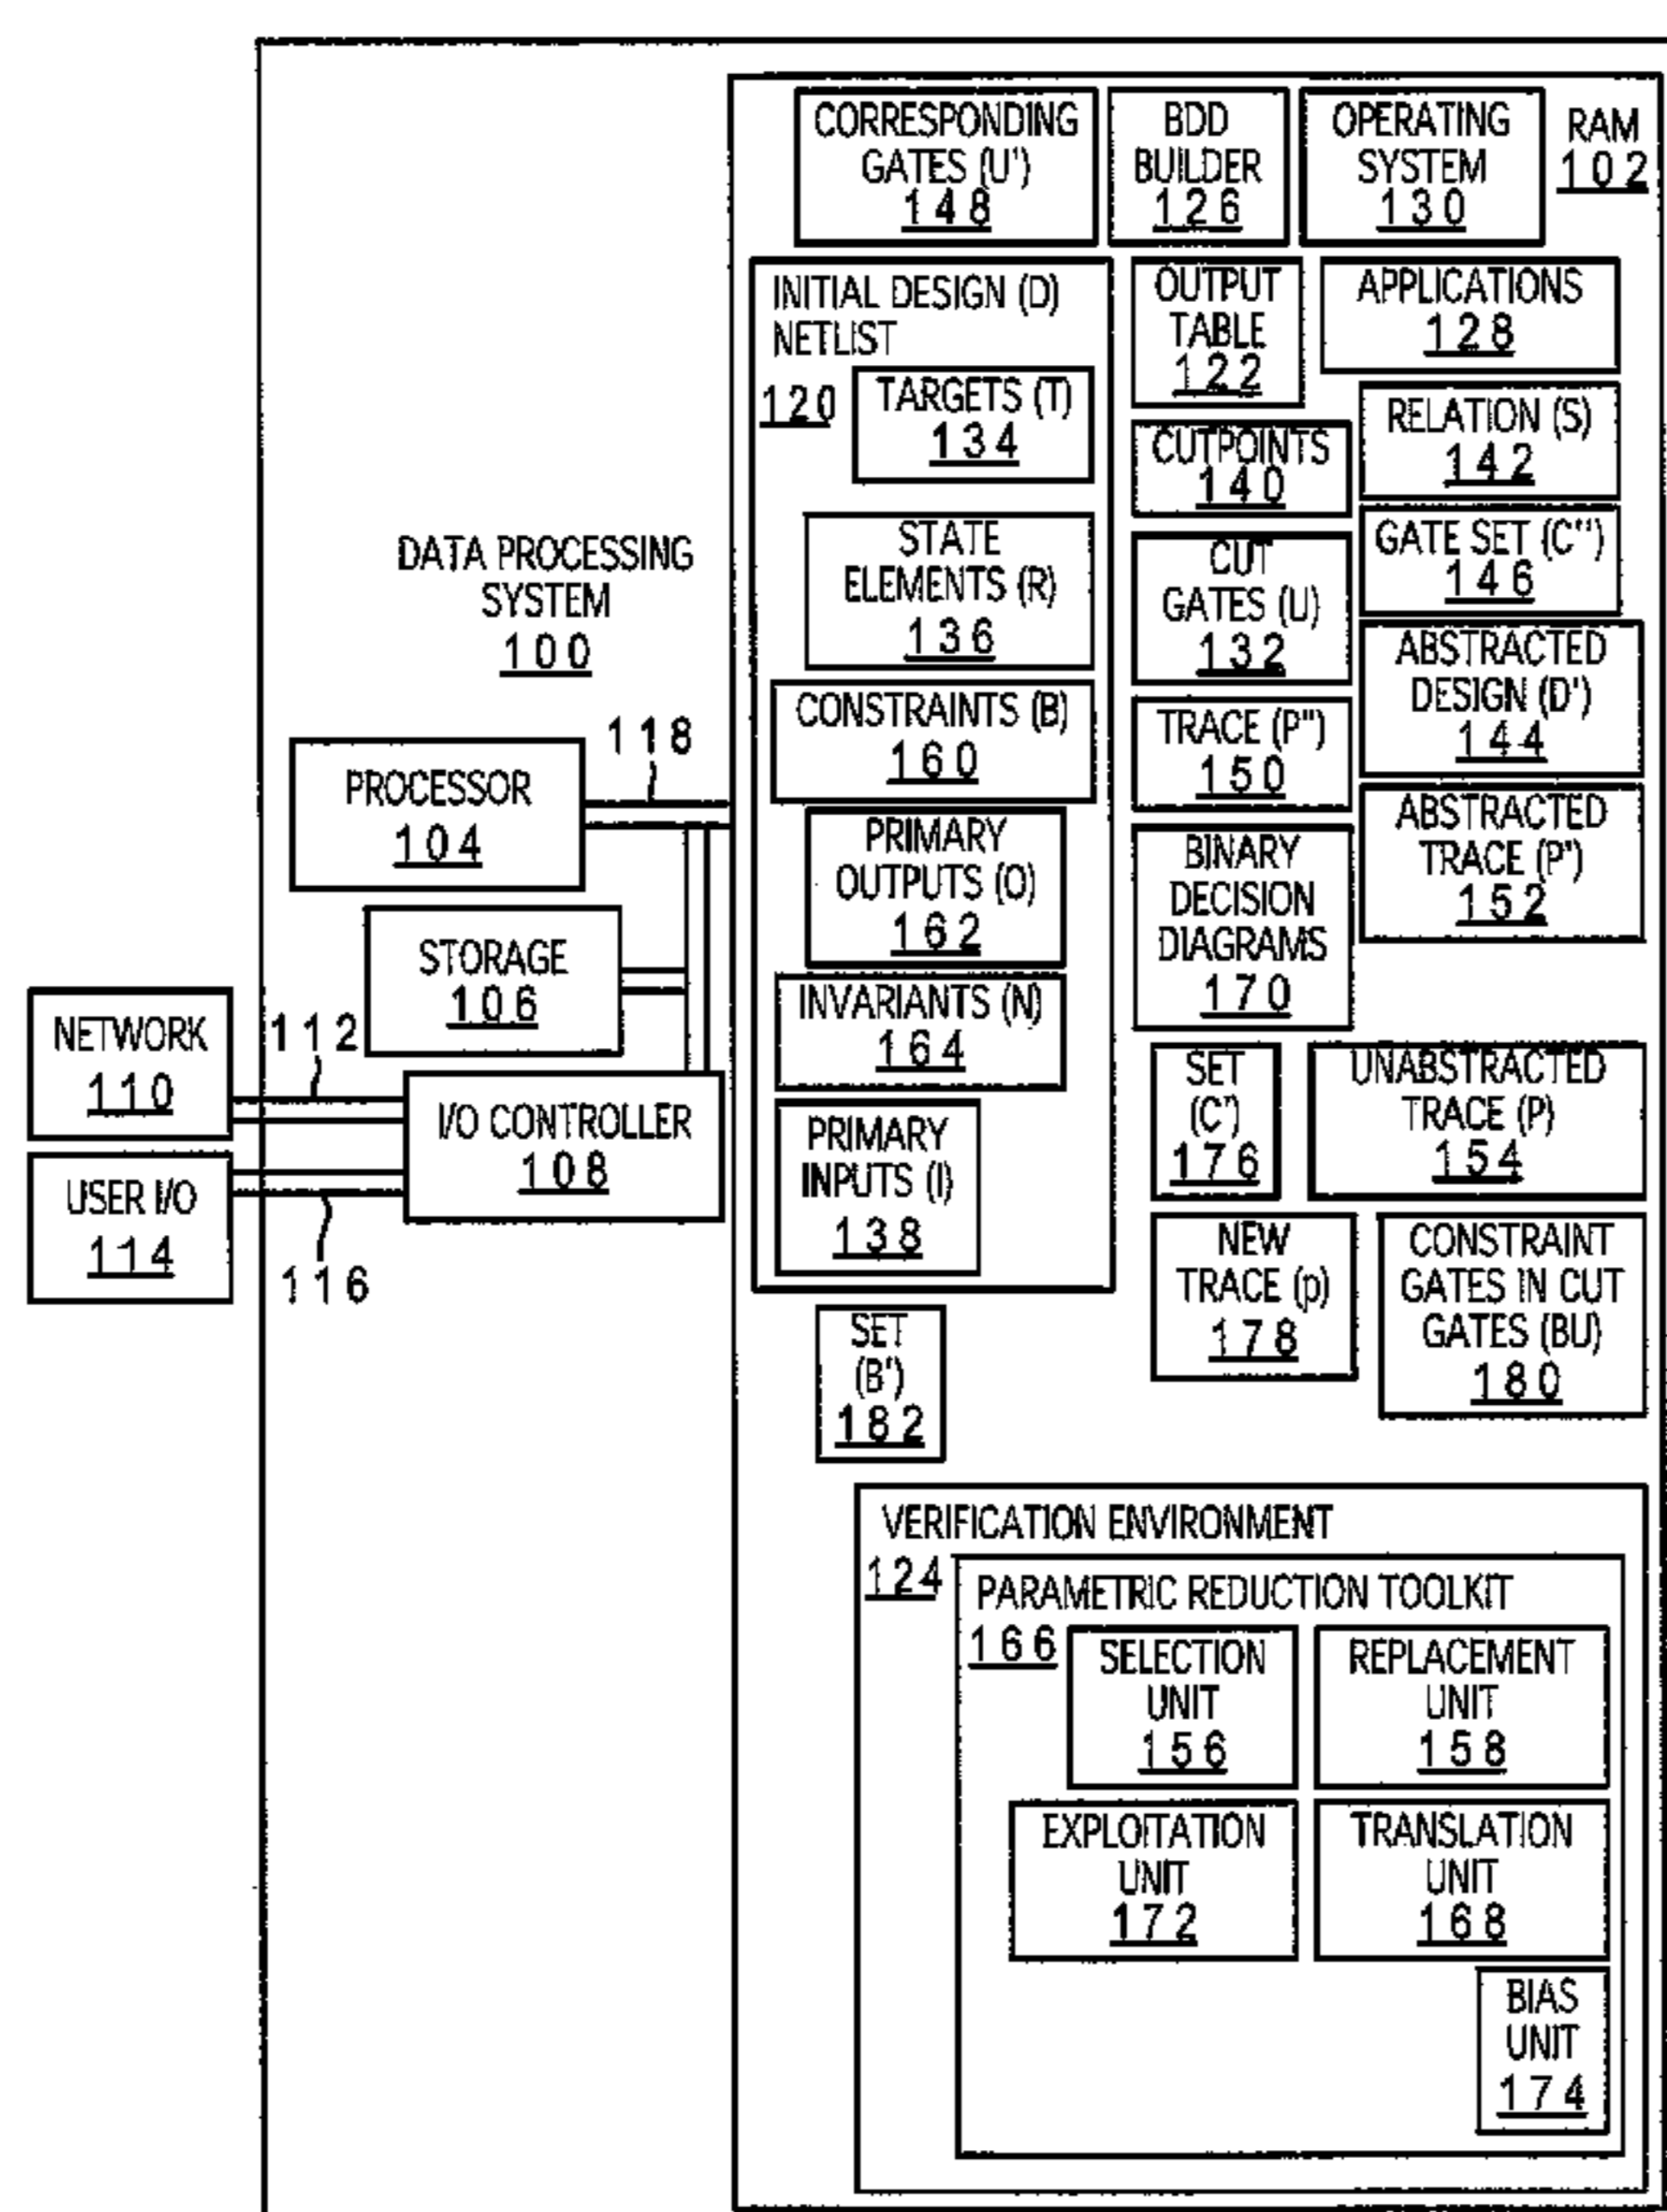 CORRESPONDING
GATES (U')
148
BDD
BUILDER
126
OPERATING
SYSTEM
130
RAM
102
INITIAL DESIGN (D)
NETLIST
120
TARGETS (T)
134
STATE
ELEMENTS (R)
136
CONSTRAINTS (B)
160
PRIMARY
OUTPUTS (O)
162
INVARIANTS (N)
164
PRIMARY
INPUTS (I)
138
OUTPUT
TABLE
122
APPLICATIONS
128
CUTPOINTS
140
RELATION (S)
142
CUT
GATES (U)
132
GATE SET (C'')
146
TRACE (P'')
150
ABSTRACTED
DESIGN (D')
144
BINARY
DECISION
DIAGRAMS
170
ABSTRACTED
TRACE (P')
152
SET
(C')
176
UNABSTRACTED
TRACE (P)
154
NEW
TRACE (p)
178
CONSTRAINT
GATES IN CUT
GATES (BU)
180
SET
(B')
182
DATA PROCESSING
SYSTEM
100
PROCESSOR
104
118
STORAGE
106
NETWORK
110
112
I/O CONTROLLER
108
USER I/O
114
116
VERIFICATION ENVIRONMENT
124
PARAMETRIC REDUCTION TOOLKIT
166
SELECTION
UNIT
156
REPLACEMENT
UNIT
158
EXPLOITATION
UNIT
172
TRANSLATION
UNIT
168
BIAS
UNIT
174